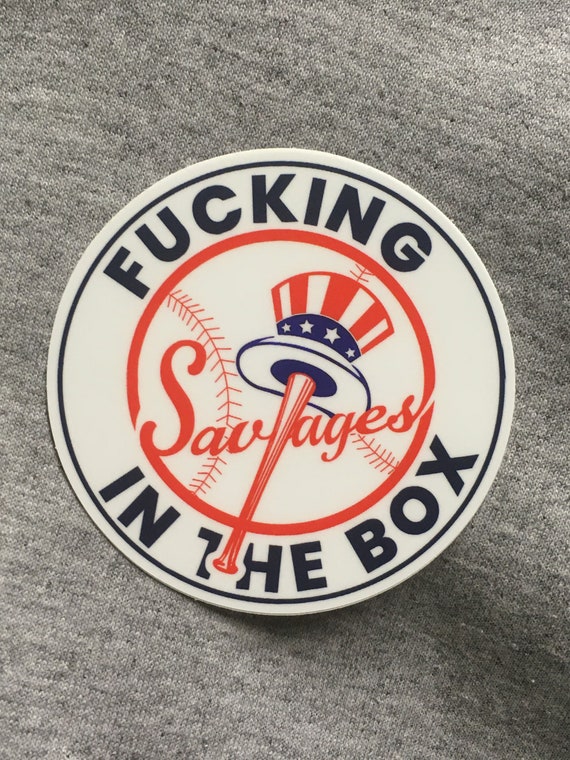 FUCKING
Savages
IN THE BOX